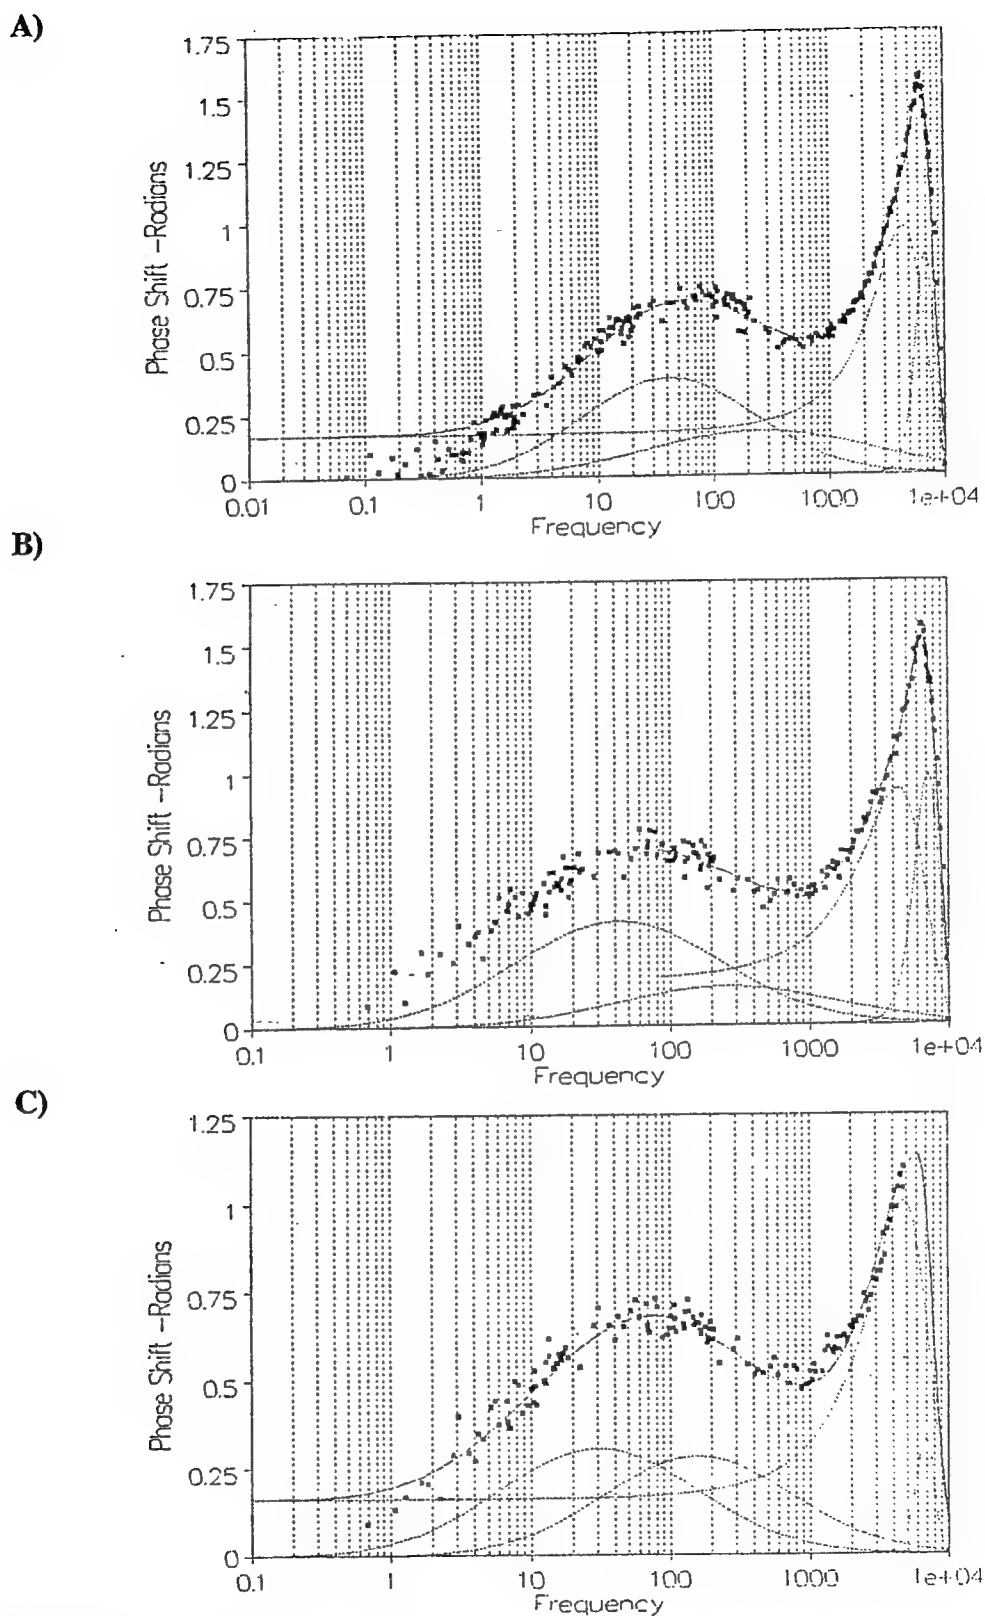 A)
1.75
1.5
1.25
1
0.75
0.5
0.25
0
Phase Shift -Radians
0.01 0.1 1 10 100 1000 1e+04
Frequency
B)
1.75
1.5
1.25
1
0.75
0.5
0.25
0
Phase Shift -Radians
0.1 1 10 100 1000 1e+04
Frequency
C)
1.25
1
0.75
0.5
0.25
0
Phase Shift -Radians
0.1 1 10 100 1000 1e+04
Frequency